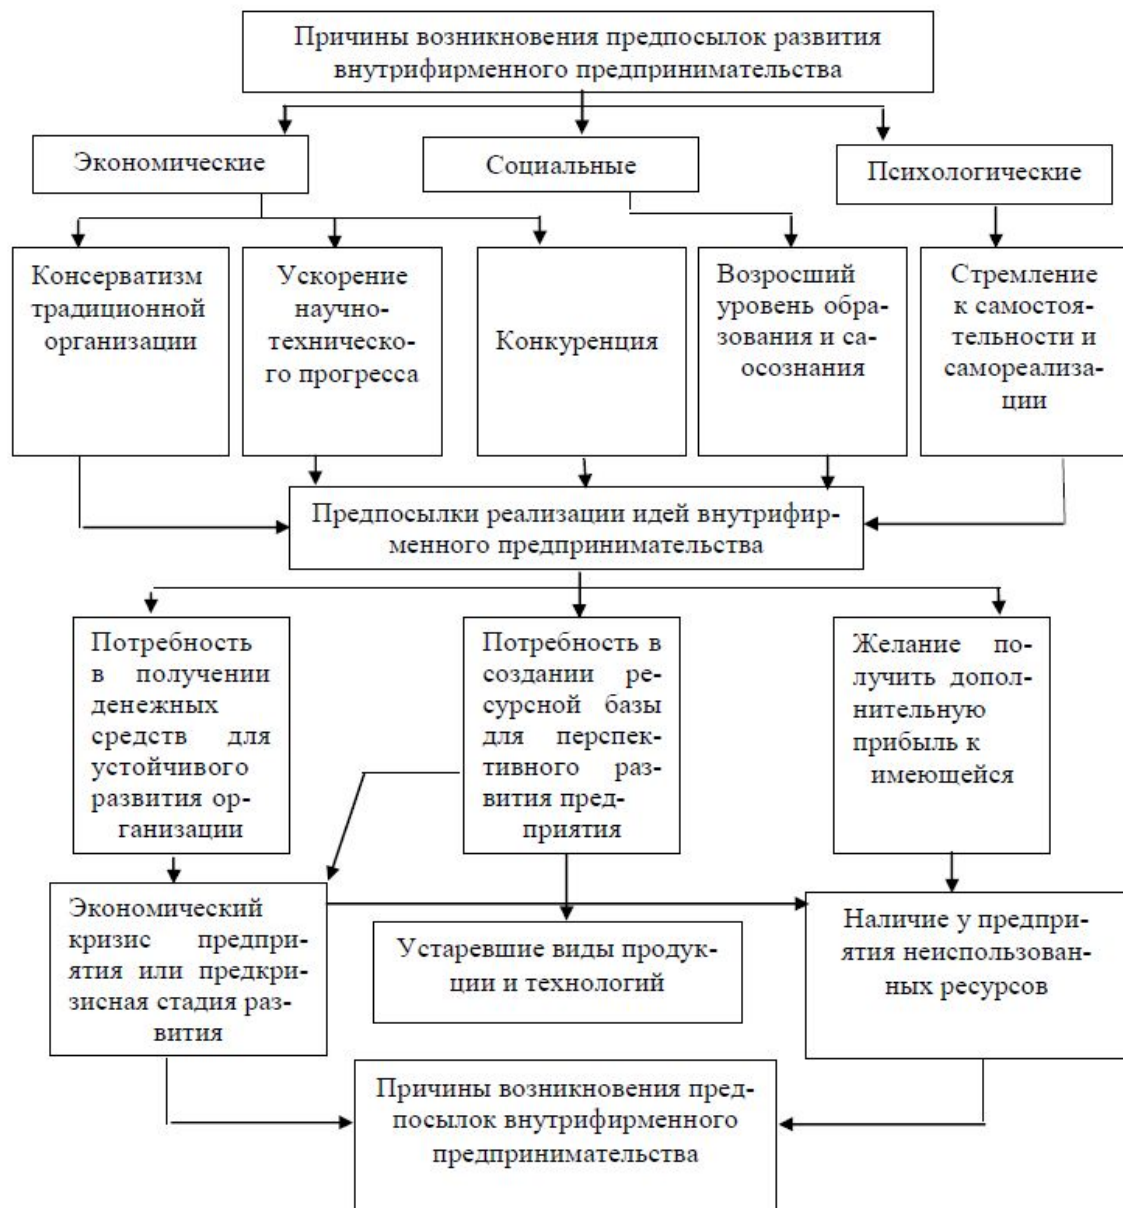 Причины возникновения предпосылок развития
внутрифирменного предпринимательства
Экономические
Социальные
Психологические
Консерватизм
традиционной
организации
Ускорение
научно-
техническо-
го прогресса
Конкуренция
Возросший
уровень обра-
зования и са-
осознания
Стремление
к самостоя-
тельности и
самореализа-
ции
Предпосылки реализации идей внутрифир-
менного предпринимательства
Потребность
в получении
денежных
средств для
устойчивого
развития ор-
ганизации
Потребность в
создании ре-
сурсной базы
для перспек-
тивного раз-
вития пред-
приятия
Желание по-
лучить допол-
нительную
прибыль к
имеющейся
Экономический
кризис предпри-
ятия или предкри-
зисная стадия раз-
вития
Устаревшие виды продук-
ции и технологий
Наличие у предпри-
ятия неиспользован-
ных ресурсов
Причины возникновения пред-
посылок внутрифирменного
предпринимательства